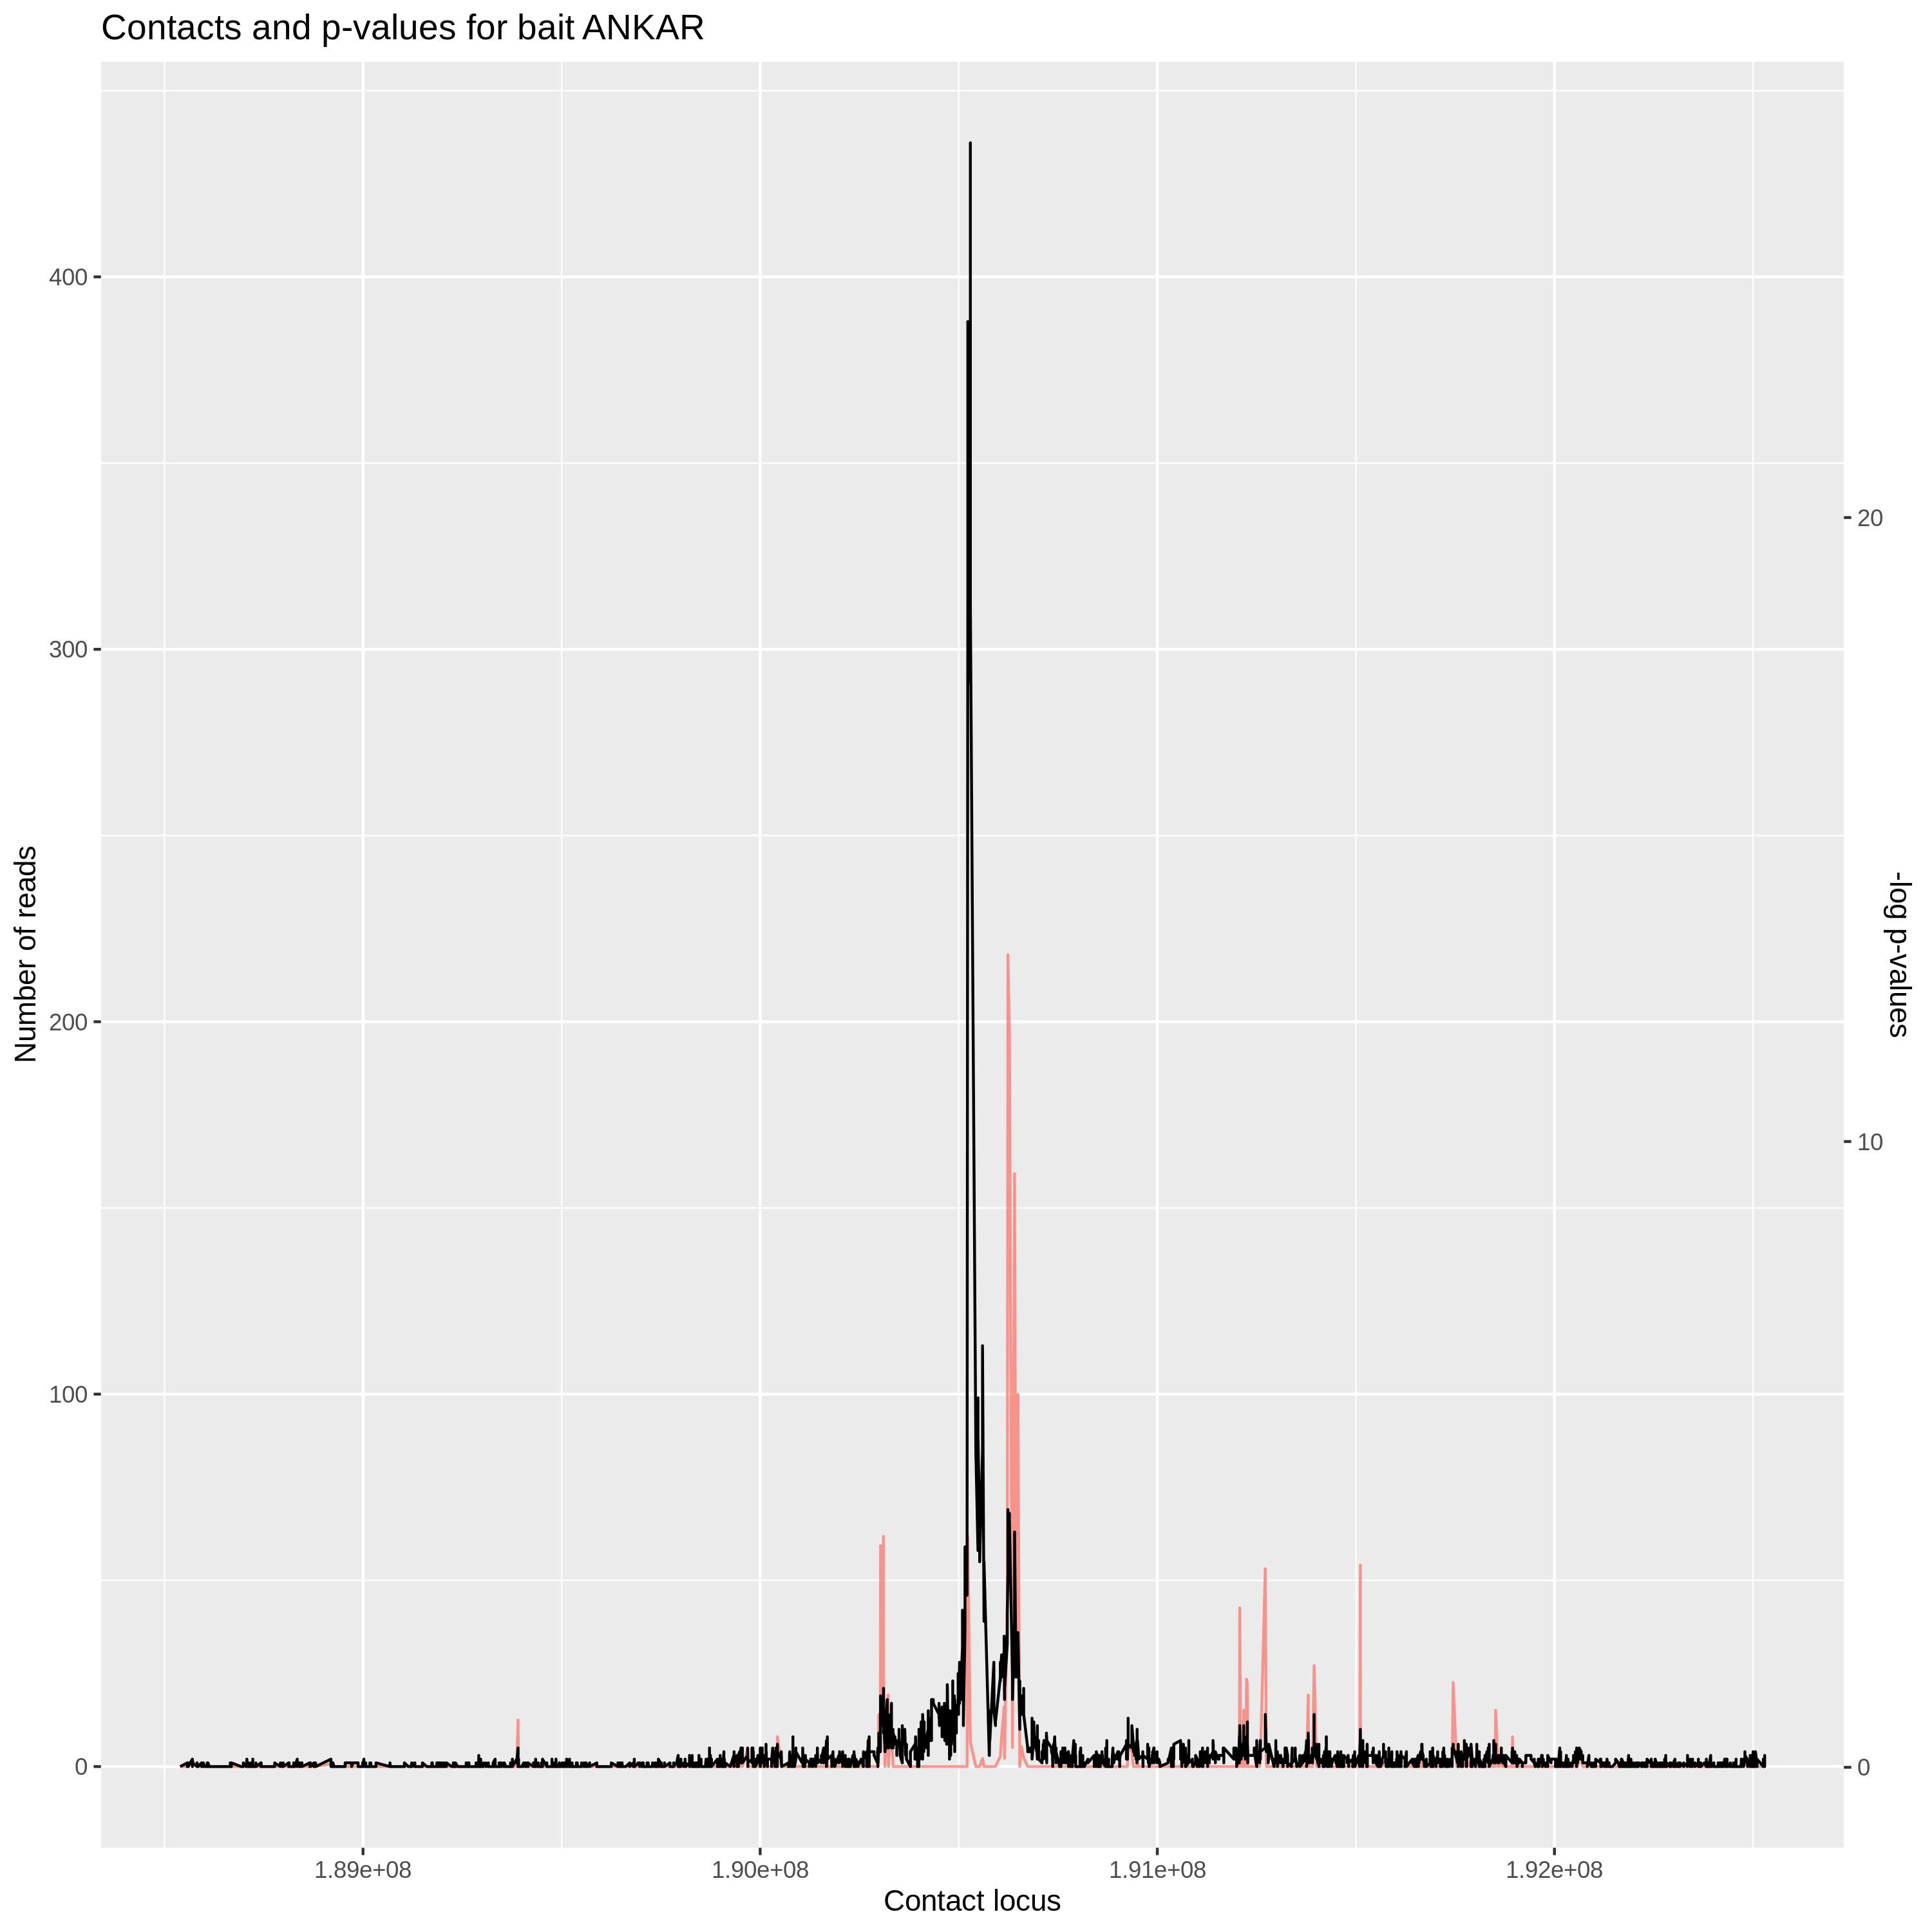 Contacts and p-values for bait ANKAR
400
300
200
100
0
Number of reads
20
10
0
-log p-values
1.89e+08
1.90e+08
1.91e+08
1.92e+08
Contact locus